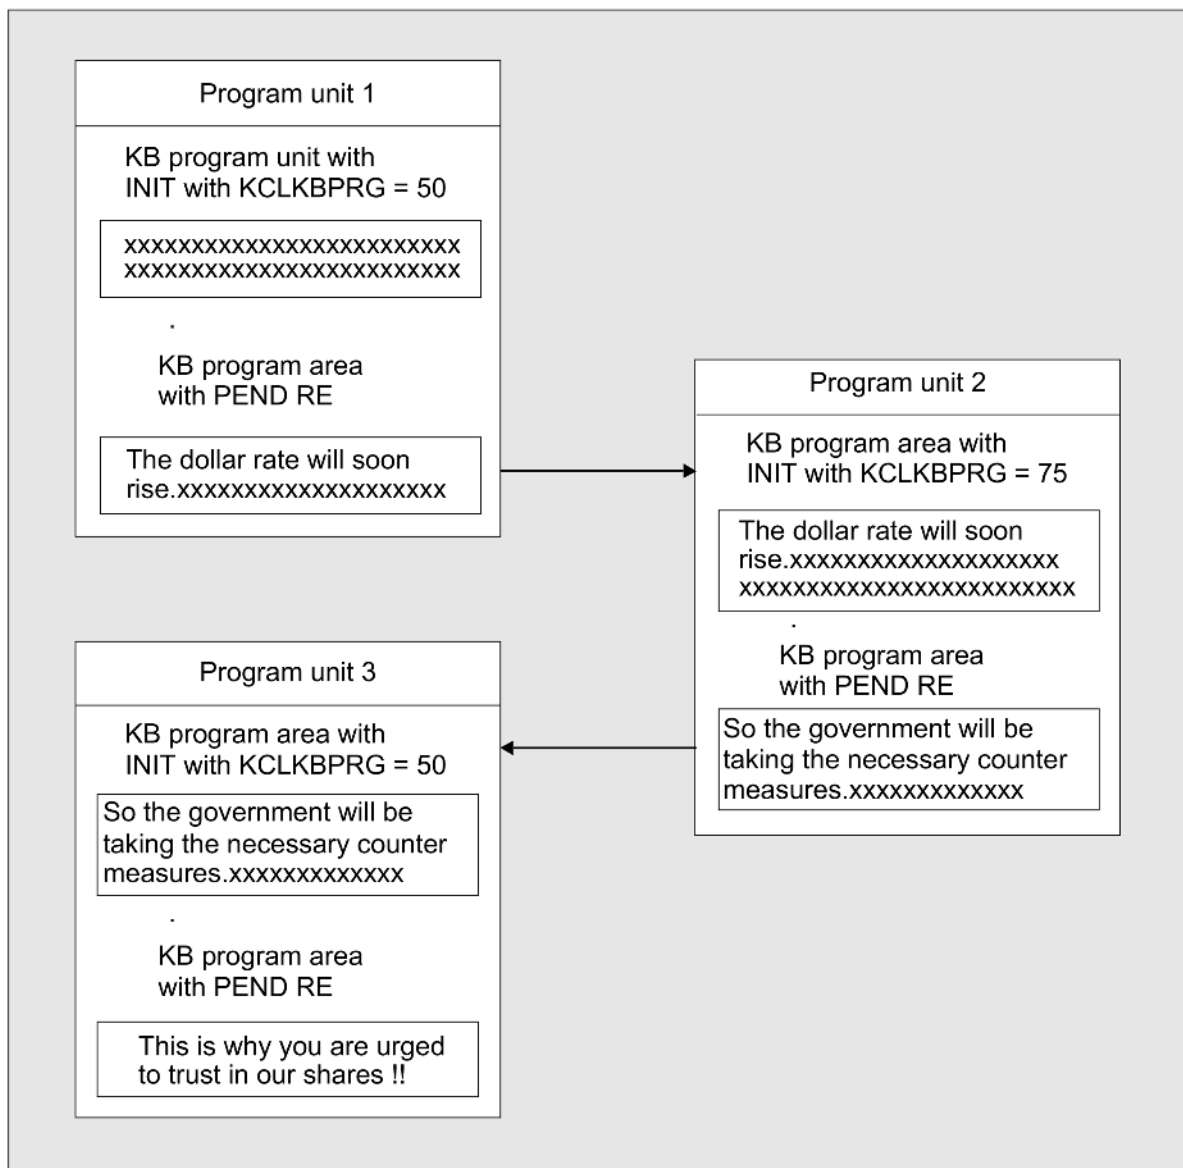 Program unit 1
KB program unit with
INIT with KCLKBPRG = 50
xxxxxxxxxxxxxxxxxxxxxxxxx
xxxxxxxxxxxxxxxxxxxxxxxxx
.
KB program area
with PEND RE
The dollar rate will soon
rise.xxxxxxxxxxxxxxxxxxxx
Program unit 2
KB program area with
INIT with KCLKBPRG = 75
The dollar rate will soon
rise.xxxxxxxxxxxxxxxxxxxx
xxxxxxxxxxxxxxxxxxxxxxxxx
.
KB program area
with PEND RE
So the government will be
taking the necessary counter
measures.xxxxxxxxxxxxx
Program unit 3
KB program area with
INIT with KCLKBPRG = 50
So the government will be
taking the necessary counter
measures.xxxxxxxxxxxxx
.
KB program area
with PEND RE
This is why you are urged
to trust in our shares !!